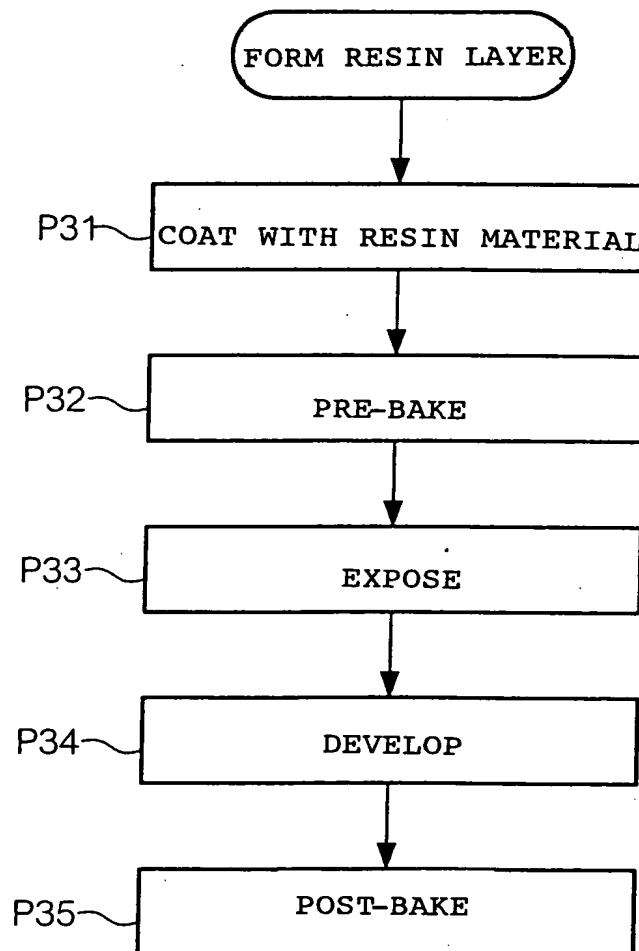 FORM RESIN LAYER
P31 COAT WITH RESIN MATERIAL
P32 PRE-BAKE
P33 EXPOSE
P34 DEVELOP
P35 POST-BAKE